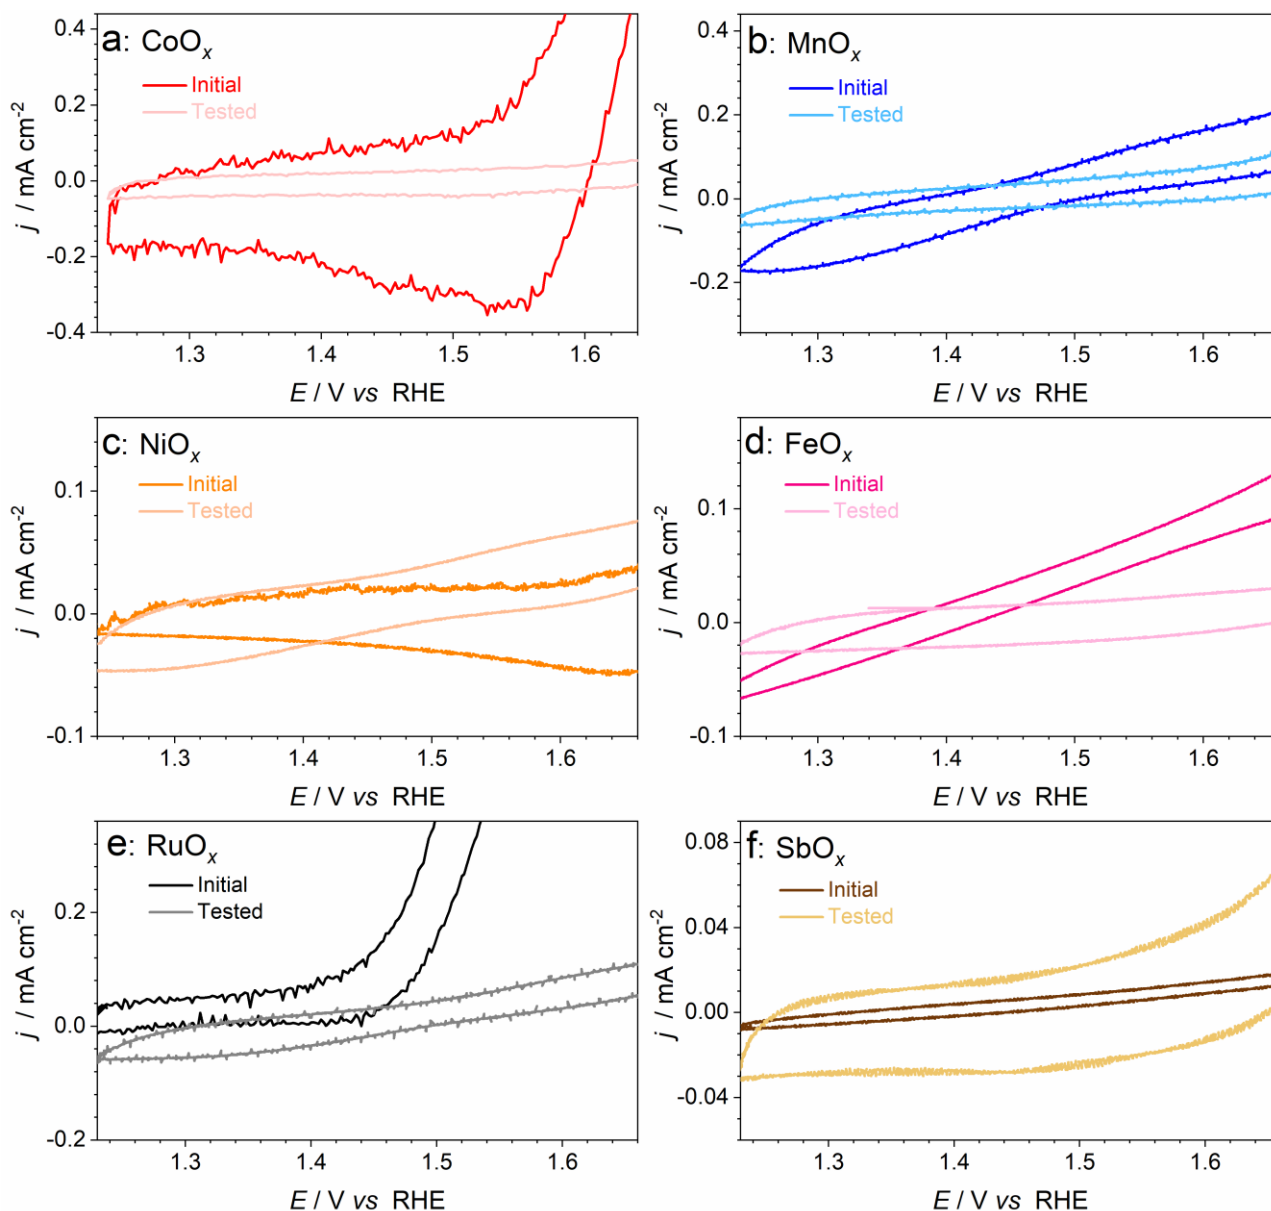 a: CoOx
Initial
Tested
j / mA cm-2
0.4
0.2
0.0
-0.2
-0.4
1.3 1.4 1.5 1.6
E / V vs RHE
b: MnOx
Initial
Tested
j / mA cm-2
0.4
0.2
0.0
-0.2
1.3 1.4 1.5 1.6
E / V vs RHE
c: NiOx
Initial
Tested
j / mA cm-2
0.1
0.0
-0.1
1.3 1.4 1.5 1.6
E / V vs RHE
d: FeOx
Initial
Tested
j / mA cm-2
0.1
0.0
-0.1
1.3 1.4 1.5 1.6
E / V vs RHE
e: RuOx
Initial
Tested
j / mA cm-2
0.2
0.0
-0.2
1.3 1.4 1.5 1.6
E / V vs RHE
f: SbOx
Initial
Tested
j / mA cm-2
0.08
0.04
0.00
-0.04
1.3 1.4 1.5 1.6
E / V vs RHE